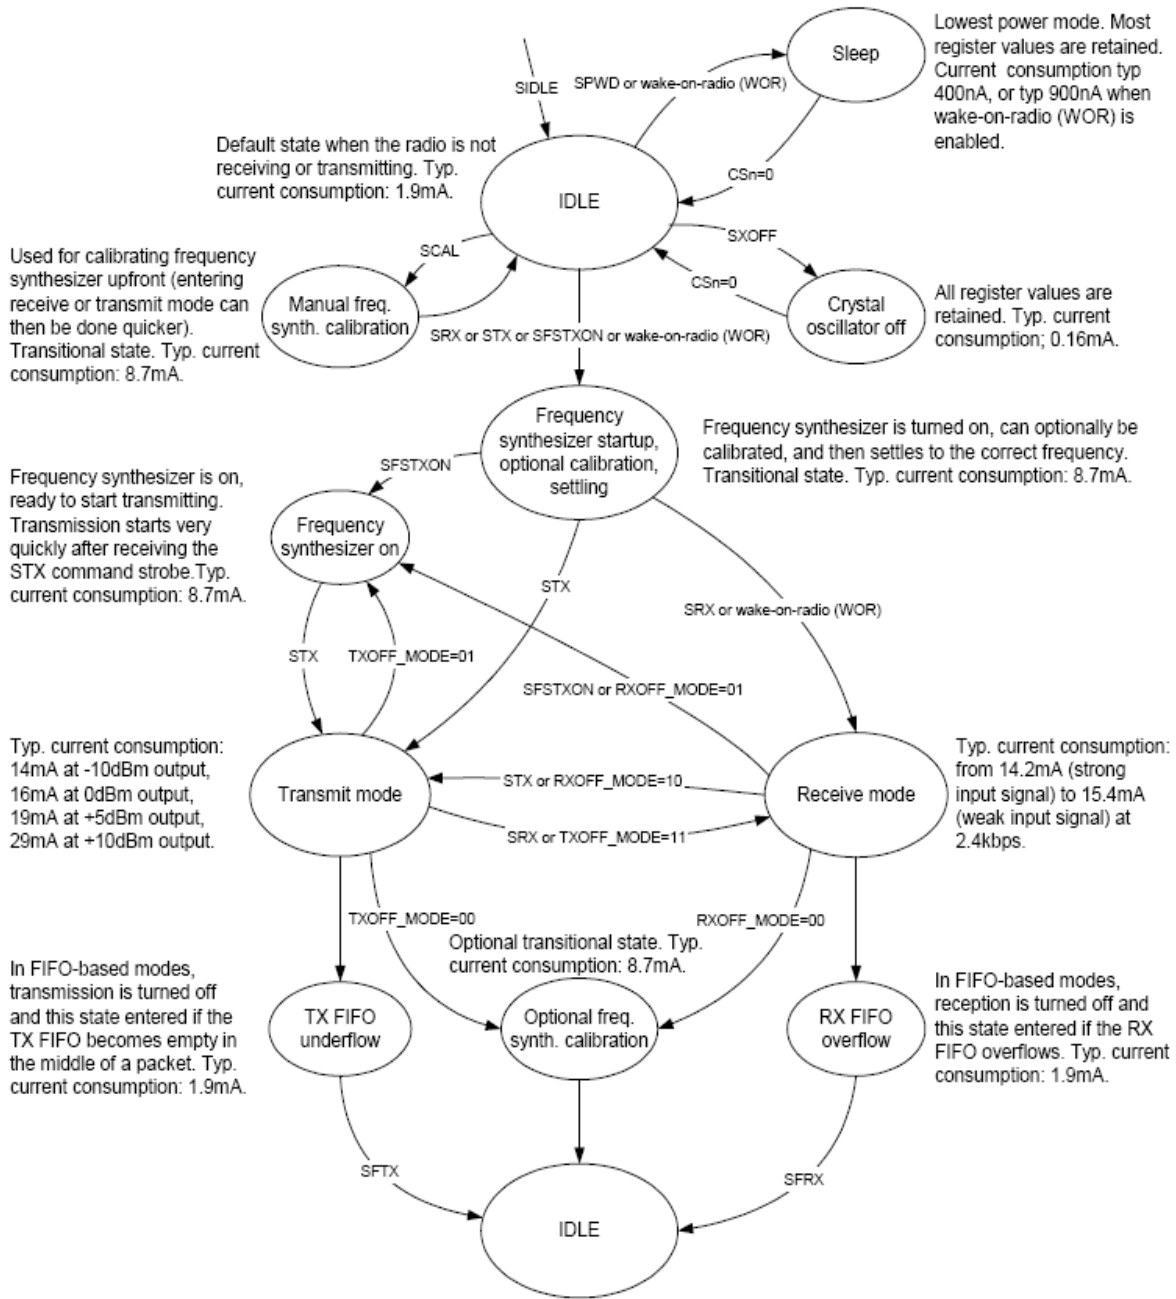 Lowest power mode. Most
register values are retained.
Current consumption typ
400nA, or typ 900nA when
wake-on-radio (WOR) is
enabled.
Sleep
SPWD or wake-on-radio (WOR)
SIDLE
CSn=0
Default state when the radio is not
receiving or transmitting. Typ.
current consumption: 1.9mA.
IDLE
SXOFF
CSn=0
SCAL
Used for calibrating frequency
synthesizer upfront (entering
receive or transmit mode can
then be done quicker).
Transitional state. Typ. current
consumption: 8.7mA.
Manual freq.
synth. calibration
Crystal
oscillator off
All register values are
retained. Typ. current
consumption; 0.16mA.
SRX or STX or SFSTXON or wake-on-radio (WOR)
Frequency
synthesizer startup,
optional calibration,
settling
Frequency synthesizer is turned on, can optionally be
calibrated, and then settles to the correct frequency.
Transitional state. Typ. current consumption: 8.7mA.
SFSTXON
Frequency synthesizer is on,
ready to start transmitting.
Transmission starts very
quickly after receiving the
STX command strobe.Typ.
current consumption: 8.7mA.
Frequency
synthesizer on
STX
SRX or wake-on-radio (WOR)
STX
TXOFF_MODE=01
SFSTXON or RXOFF_MODE=01
Typ. current consumption:
14mA at -10dBm output,
16mA at 0dBm output,
19mA at +5dBm output,
29mA at +10dBm output.
Transmit mode
STX or RXOFF_MODE=10
SRX or TXOFF_MODE=11
Receive mode
Typ. current consumption:
from 14.2mA (strong
input signal) to 15.4mA
(weak input signal) at
2.4kbps.
TXOFF_MODE=00
RXOFF_MODE=00
Optional transitional state. Typ.
current consumption: 8.7mA.
In FIFO-based modes,
transmission is turned off
and this state entered if the
TX FIFO becomes empty in
the middle of a packet. Typ.
current consumption: 1.9mA.
TX FIFO
underflow
Optional freq.
synth. calibration
RX FIFO
overflow
In FIFO-based modes,
reception is turned off and
this state entered if the RX
FIFO overflows. Typ. current
consumption: 1.9mA.
SFTX
SFRX
IDLE